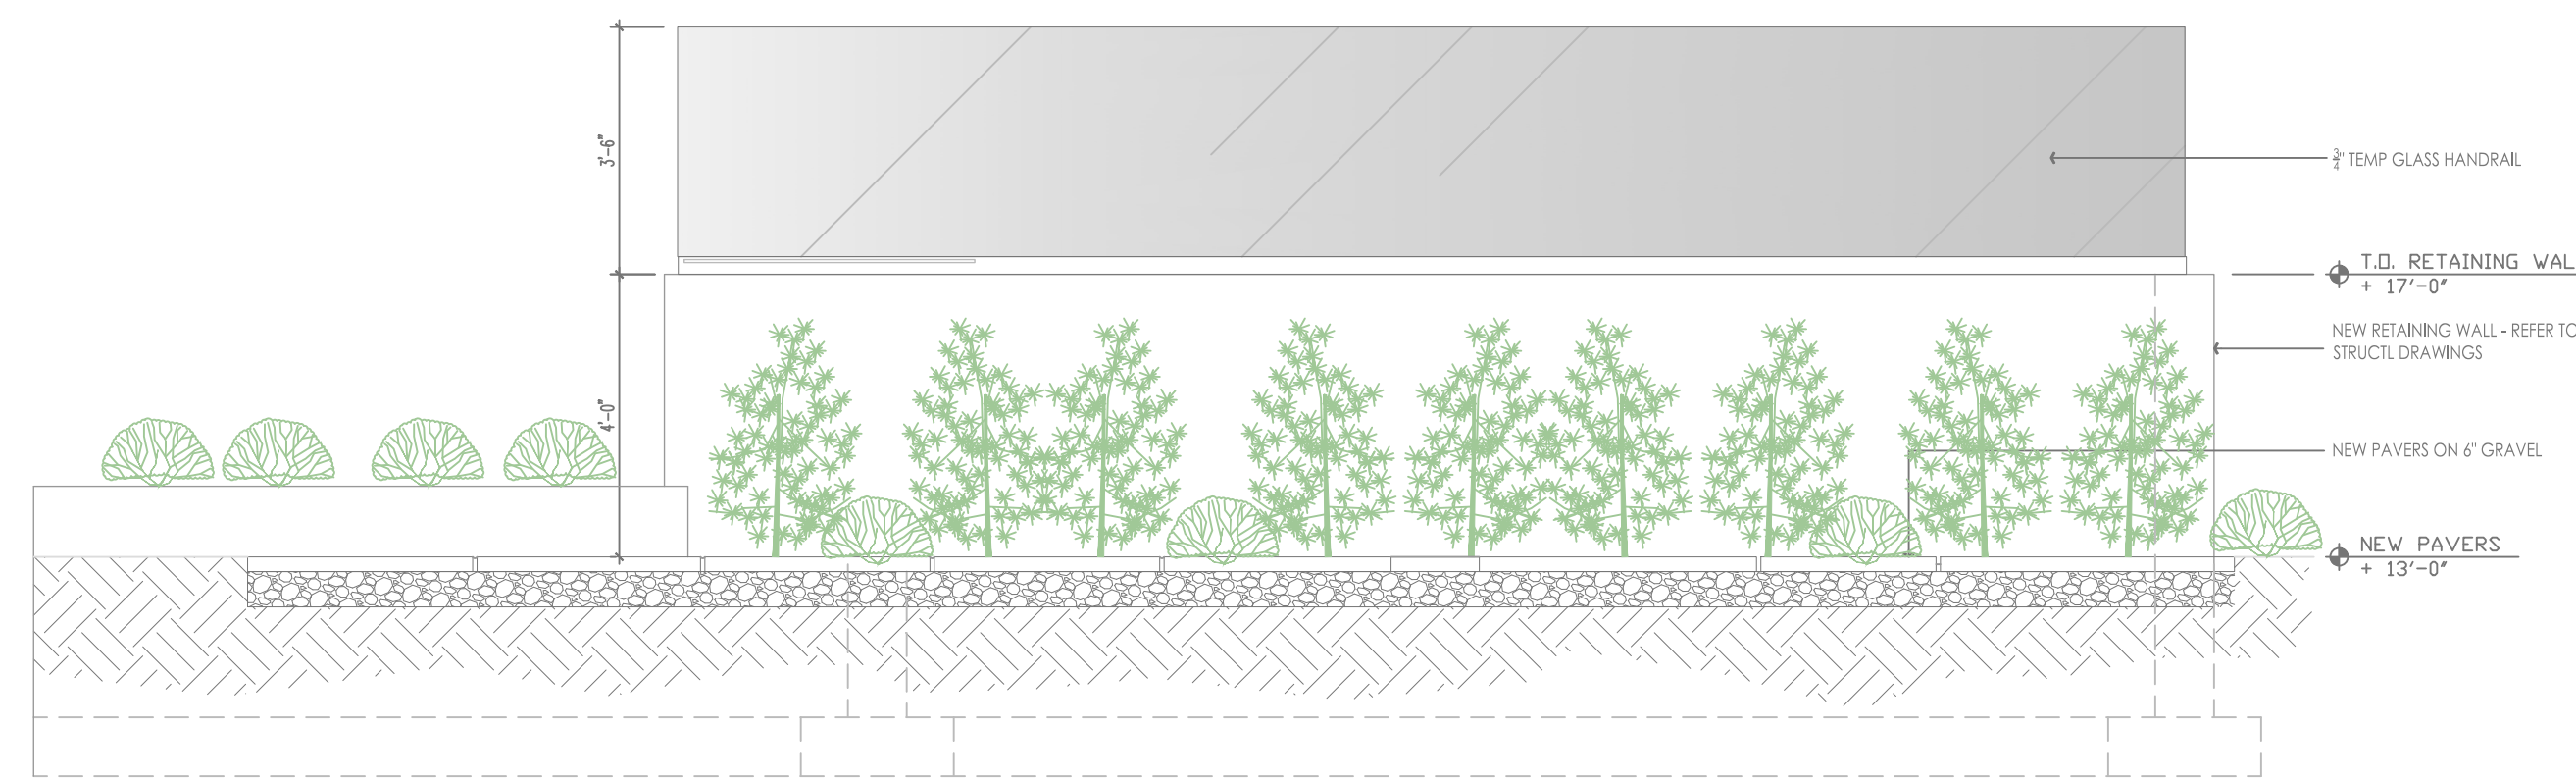 3'-6"
3/4" TEMP GLASS HANDRAIL
T.O. RETAINING WAL
+ 17'-0"
NEW RETAINING WALL - REFER TO
STRUCTL DRAWINGS
4'-0"
NEW PAVERS ON 6" GRAVEL
NEW PAVERS
+ 13'-0"